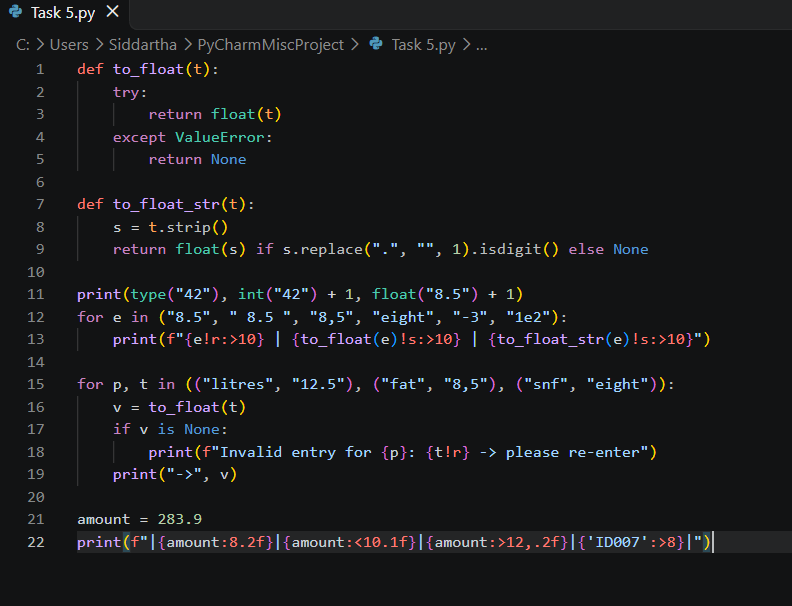 Task 5.py
C: > Users > Siddartha > PyCharmMiscProject > Task 5.py > ...
1 def to_float(t):
2     try:
3         return float(t)
4     except ValueError:
5         return None
6
7 def to_float_str(t):
8     s = t.strip()
9     return float(s) if s.replace(".", "", 1).isdigit() else None
10
11 print(type("42"), int("42") + 1, float("8.5") + 1)
12 for e in ("8.5", " 8.5 ", "8,5", "eight", "-3", "1e2"):
13     print(f"{e!r:>10} | {to_float(e)!s:>10} | {to_float_str(e)!s:>10}")
14
15 for p, t in (("litres", "12.5"), ("fat", "8,5"), ("snf", "eight")):
16     v = to_float(t)
17     if v is None:
18         print(f"Invalid entry for {p}: {t!r} -> please re-enter")
19     print("->", v)
20
21 amount = 283.9
22 print(f"|{amount:8.2f}|{amount:<10.1f}|{amount:>12,.2f}|{'ID007':>8}|")